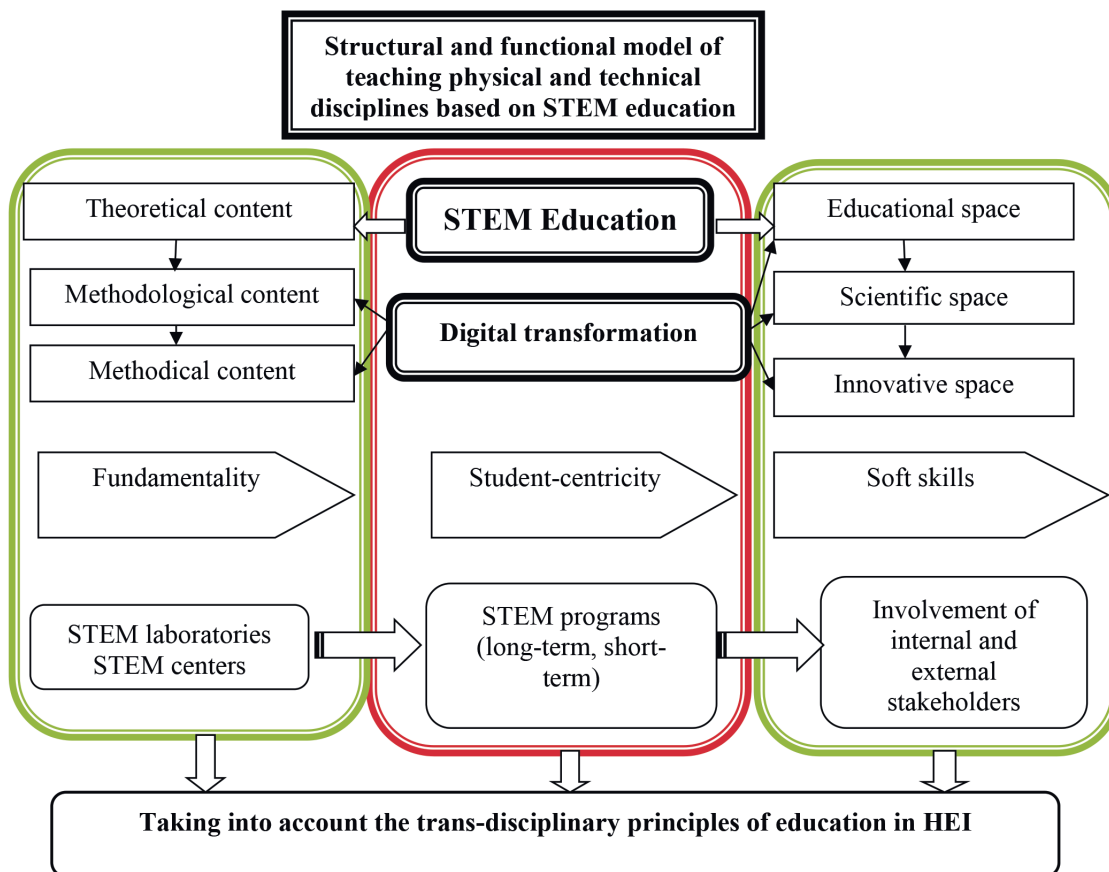 Structural and functional model of
teaching physical and technical
disciplines based on STEM education
Theoretical content
STEM Education
Educational space
Methodological content
Scientific space
Digital transformation
Methodical content
Innovative space
Fundamentality
Student-centricity
Soft skills
STEM laboratories
STEM centers
STEM programs
(long-term, short-
term)
Involvement of
internal and
external
stakeholders
Taking into account the trans-disciplinary principles of education in HEI